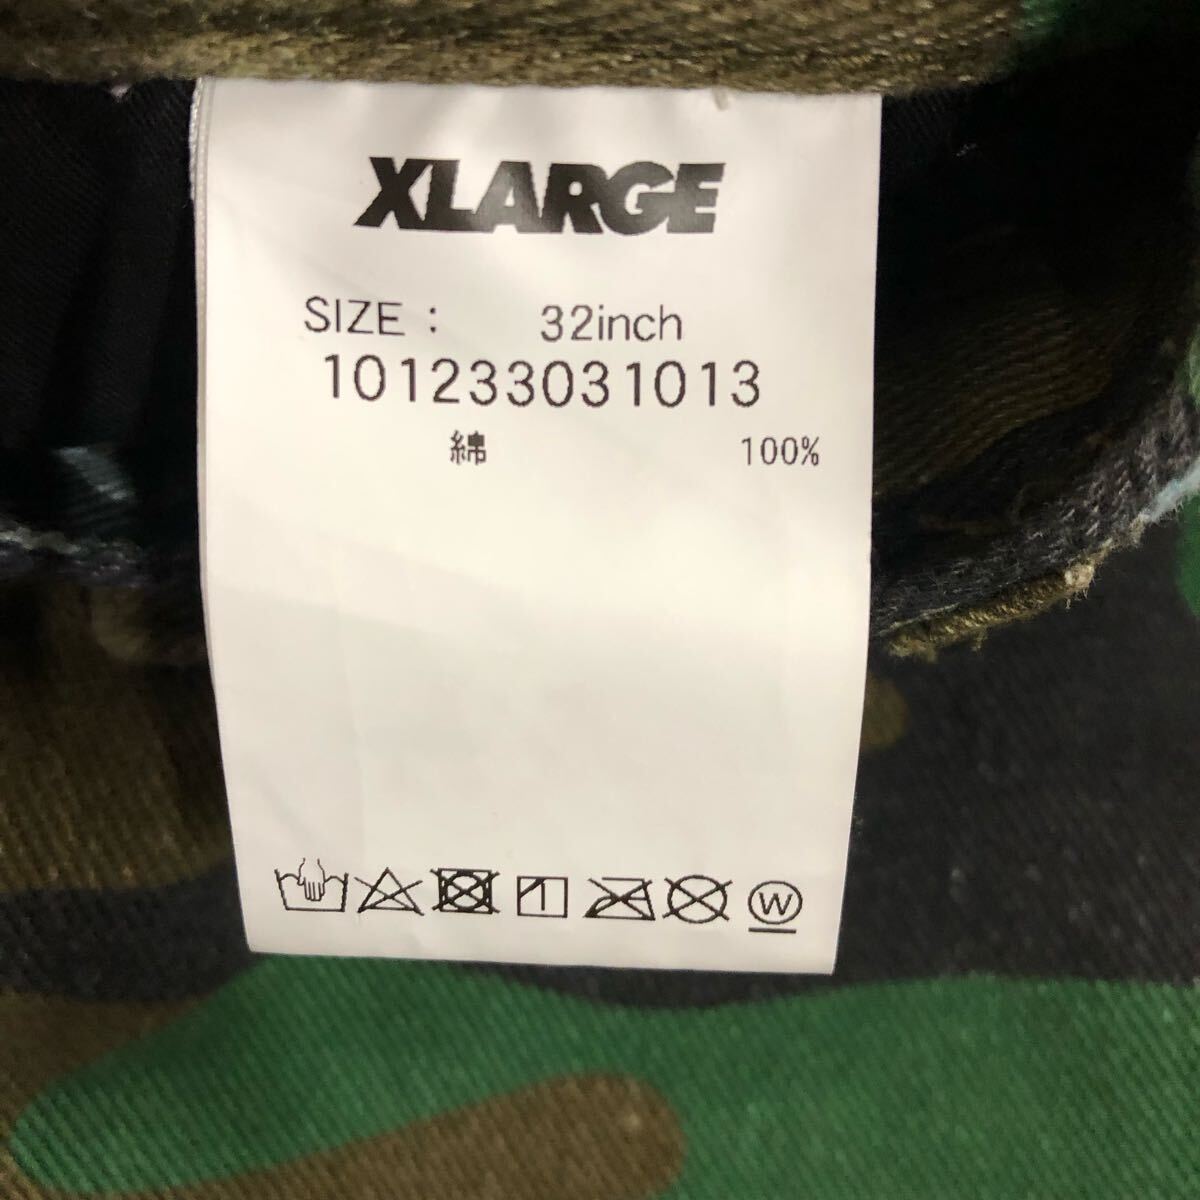 XLARGE
SIZE : 32inch
101233031013
綿 100%
W